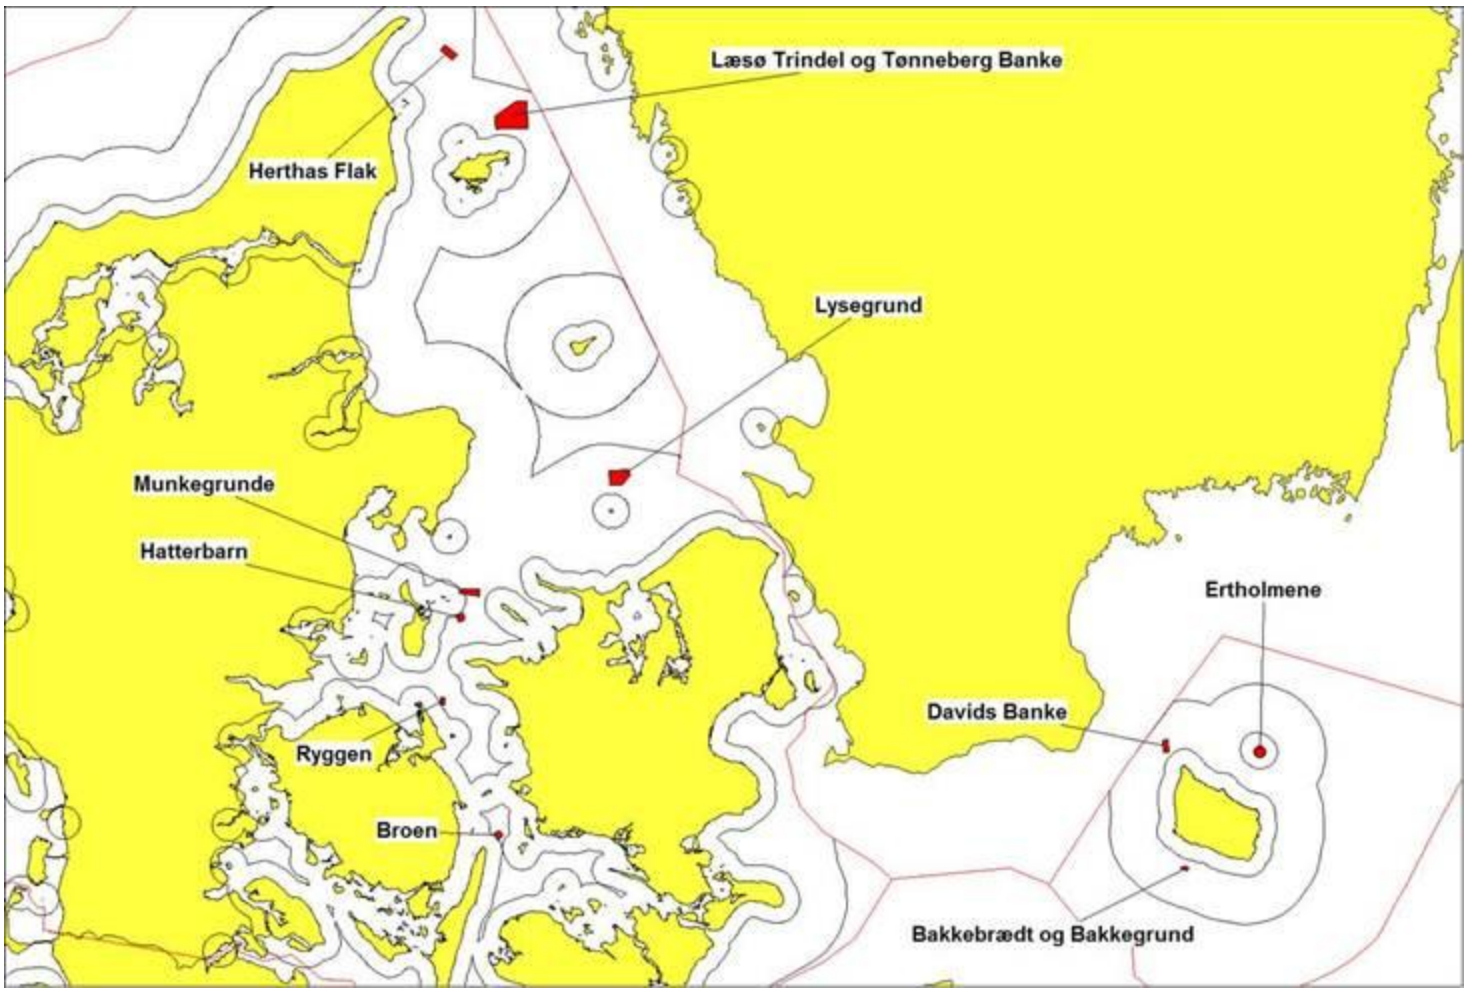 Læsø Trindel og Tønneberg Banke
Herthas Flak
Lysegrund
Munkegrunde
Hatterbarn
Ertholmene
Davids Banke
Ryggen
Broen
Bakkebrædt og Bakkegrund